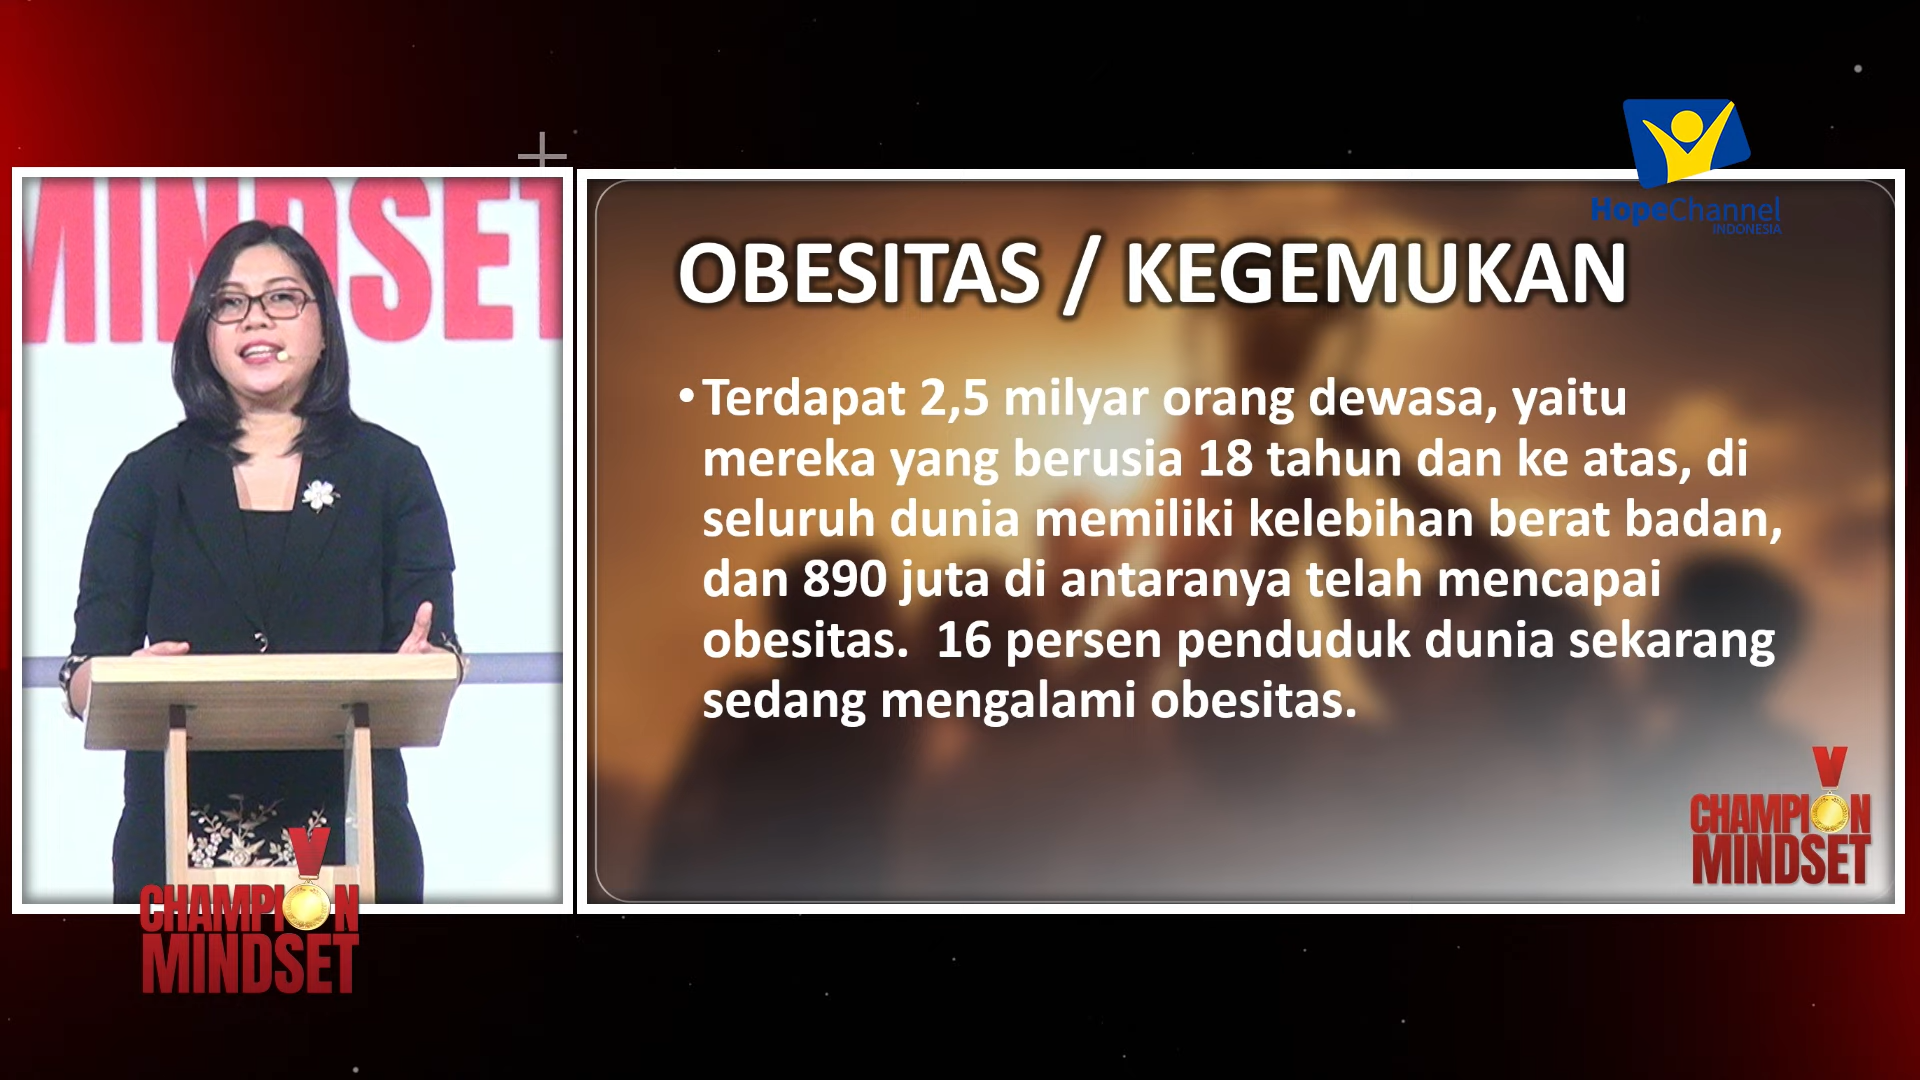 MINDSET
HopeChannel
INDONESIA
OBESITAS / KEGEMUKAN
• Terdapat 2,5 milyar orang dewasa, yaitu
mereka yang berusia 18 tahun dan ke atas, di
seluruh dunia memiliki kelebihan berat badan,
dan 890 juta di antaranya telah mencapai
obesitas.  16 persen penduduk dunia sekarang
sedang mengalami obesitas.
CHAMPION
MINDSET
CHAMPION
MINDSET